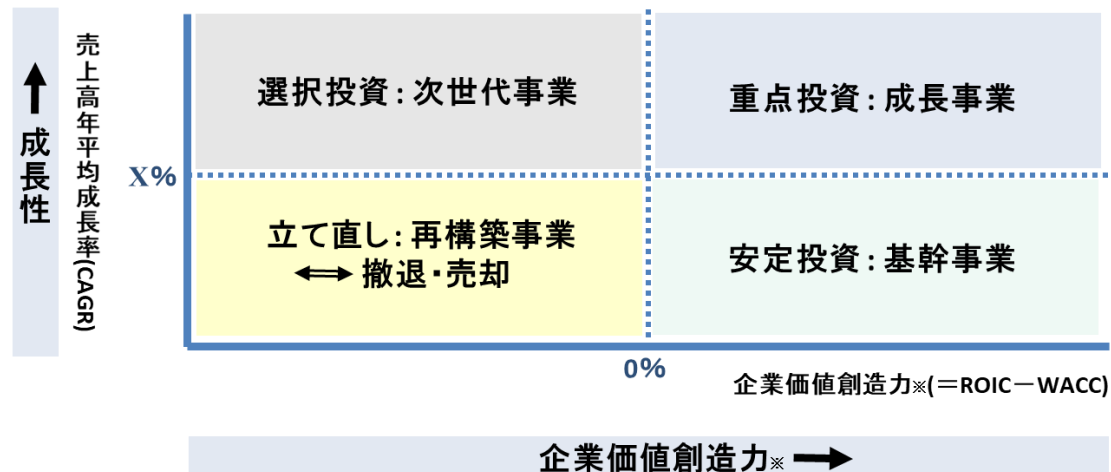 成長性
売上高年平均成長率(CAGR)
選択投資：次世代事業
重点投資：成長事業
X%
立て直し：再構築事業
⟺ 撤退・売却
安定投資：基幹事業
0%
企業価値創造力※(＝ROIC－WACC)
企業価値創造力※